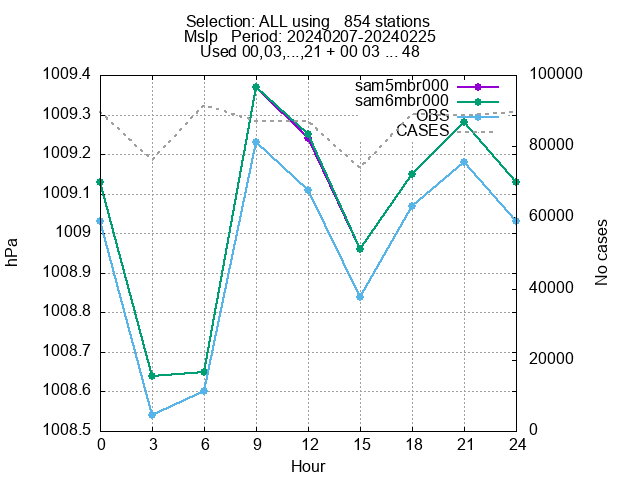 Selection: ALL using   854 stations
Mslp   Period: 20240207-20240225
Used 00,03,...,21 + 00 03 ... 48
1009.4
1009.3
1009.2
1009.1
1009
1008.9
1008.8
1008.7
1008.6
1008.5
hPa
sam5mbr000
sam6mbr000
OBS
CASES
100000
80000
60000
40000
20000
0
No cases
0 3 6 9 12 15 18 21 24
Hour